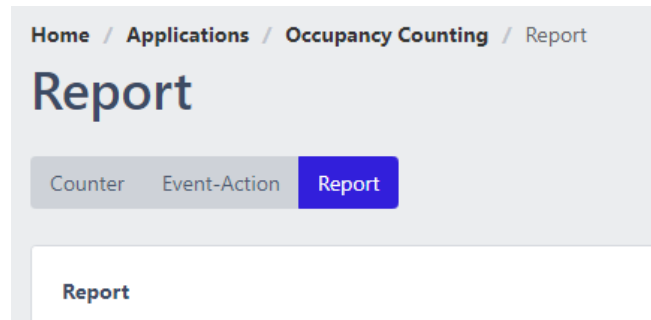 Home / Applications / Occupancy Counting / Report
Report
Counter Event-Action Report
Report